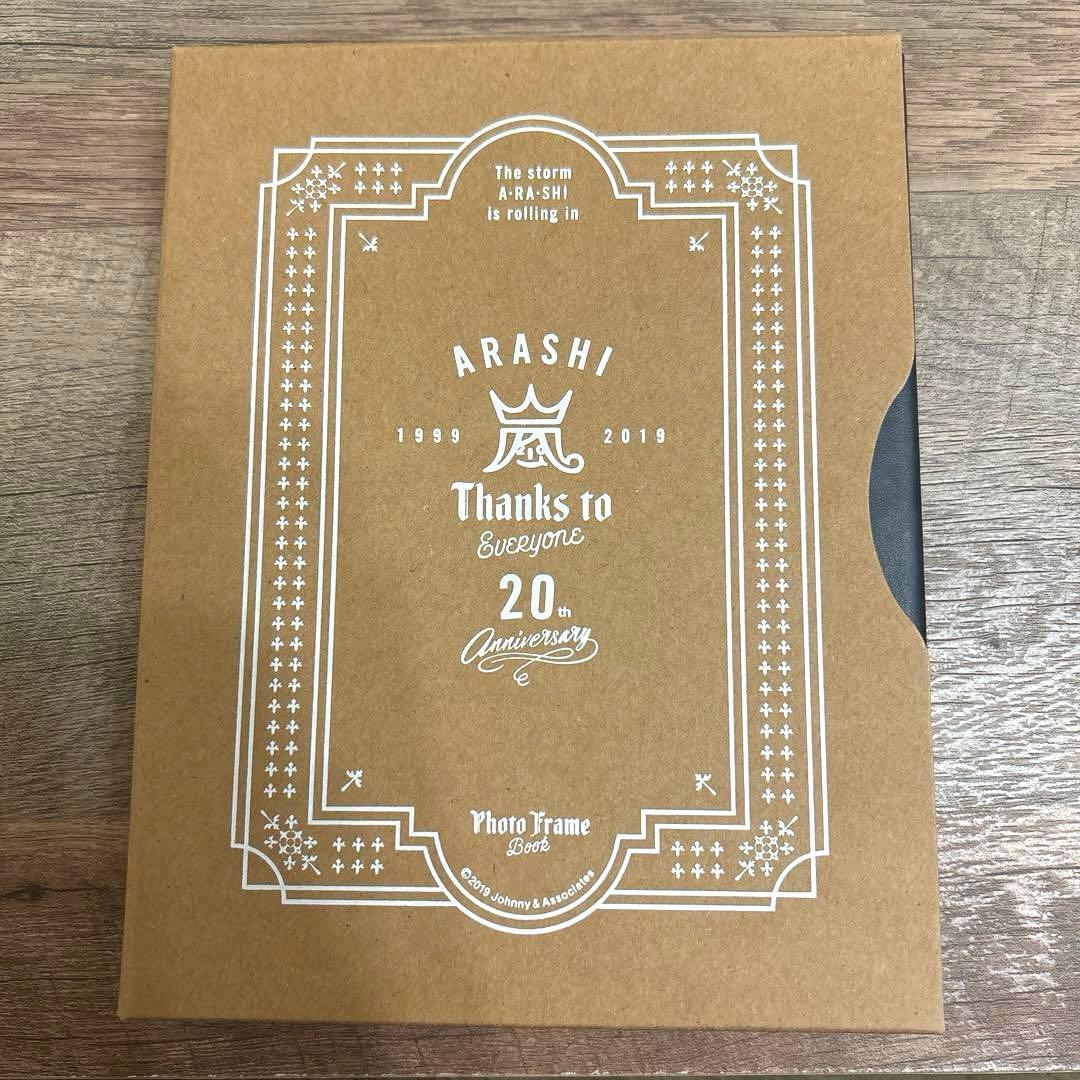 The storm
A・RA・SHI
is rolling in
ARASHI
1999 嵐 2019
Thanks to
Everyone
20th
Anniversary
Photo Frame
Book
©2019 Johnny & Associates